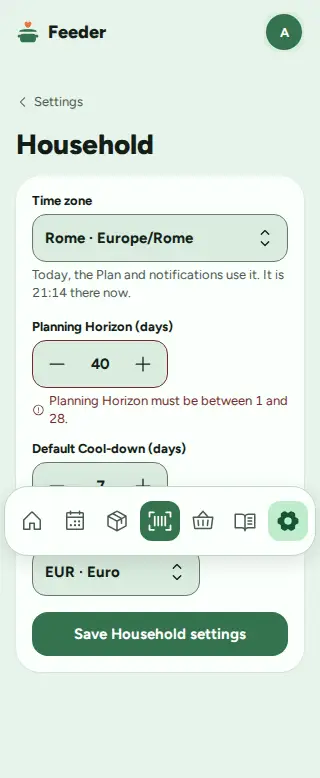 Feeder
A
Settings
Household
Time zone
Rome · Europe/Rome
Today, the Plan and notifications use it. It is
21:14 there now.
Planning Horizon (days)
40
Planning Horizon must be between 1 and
28.
Default Cool-down (days)
7
EUR · Euro
Save Household settings